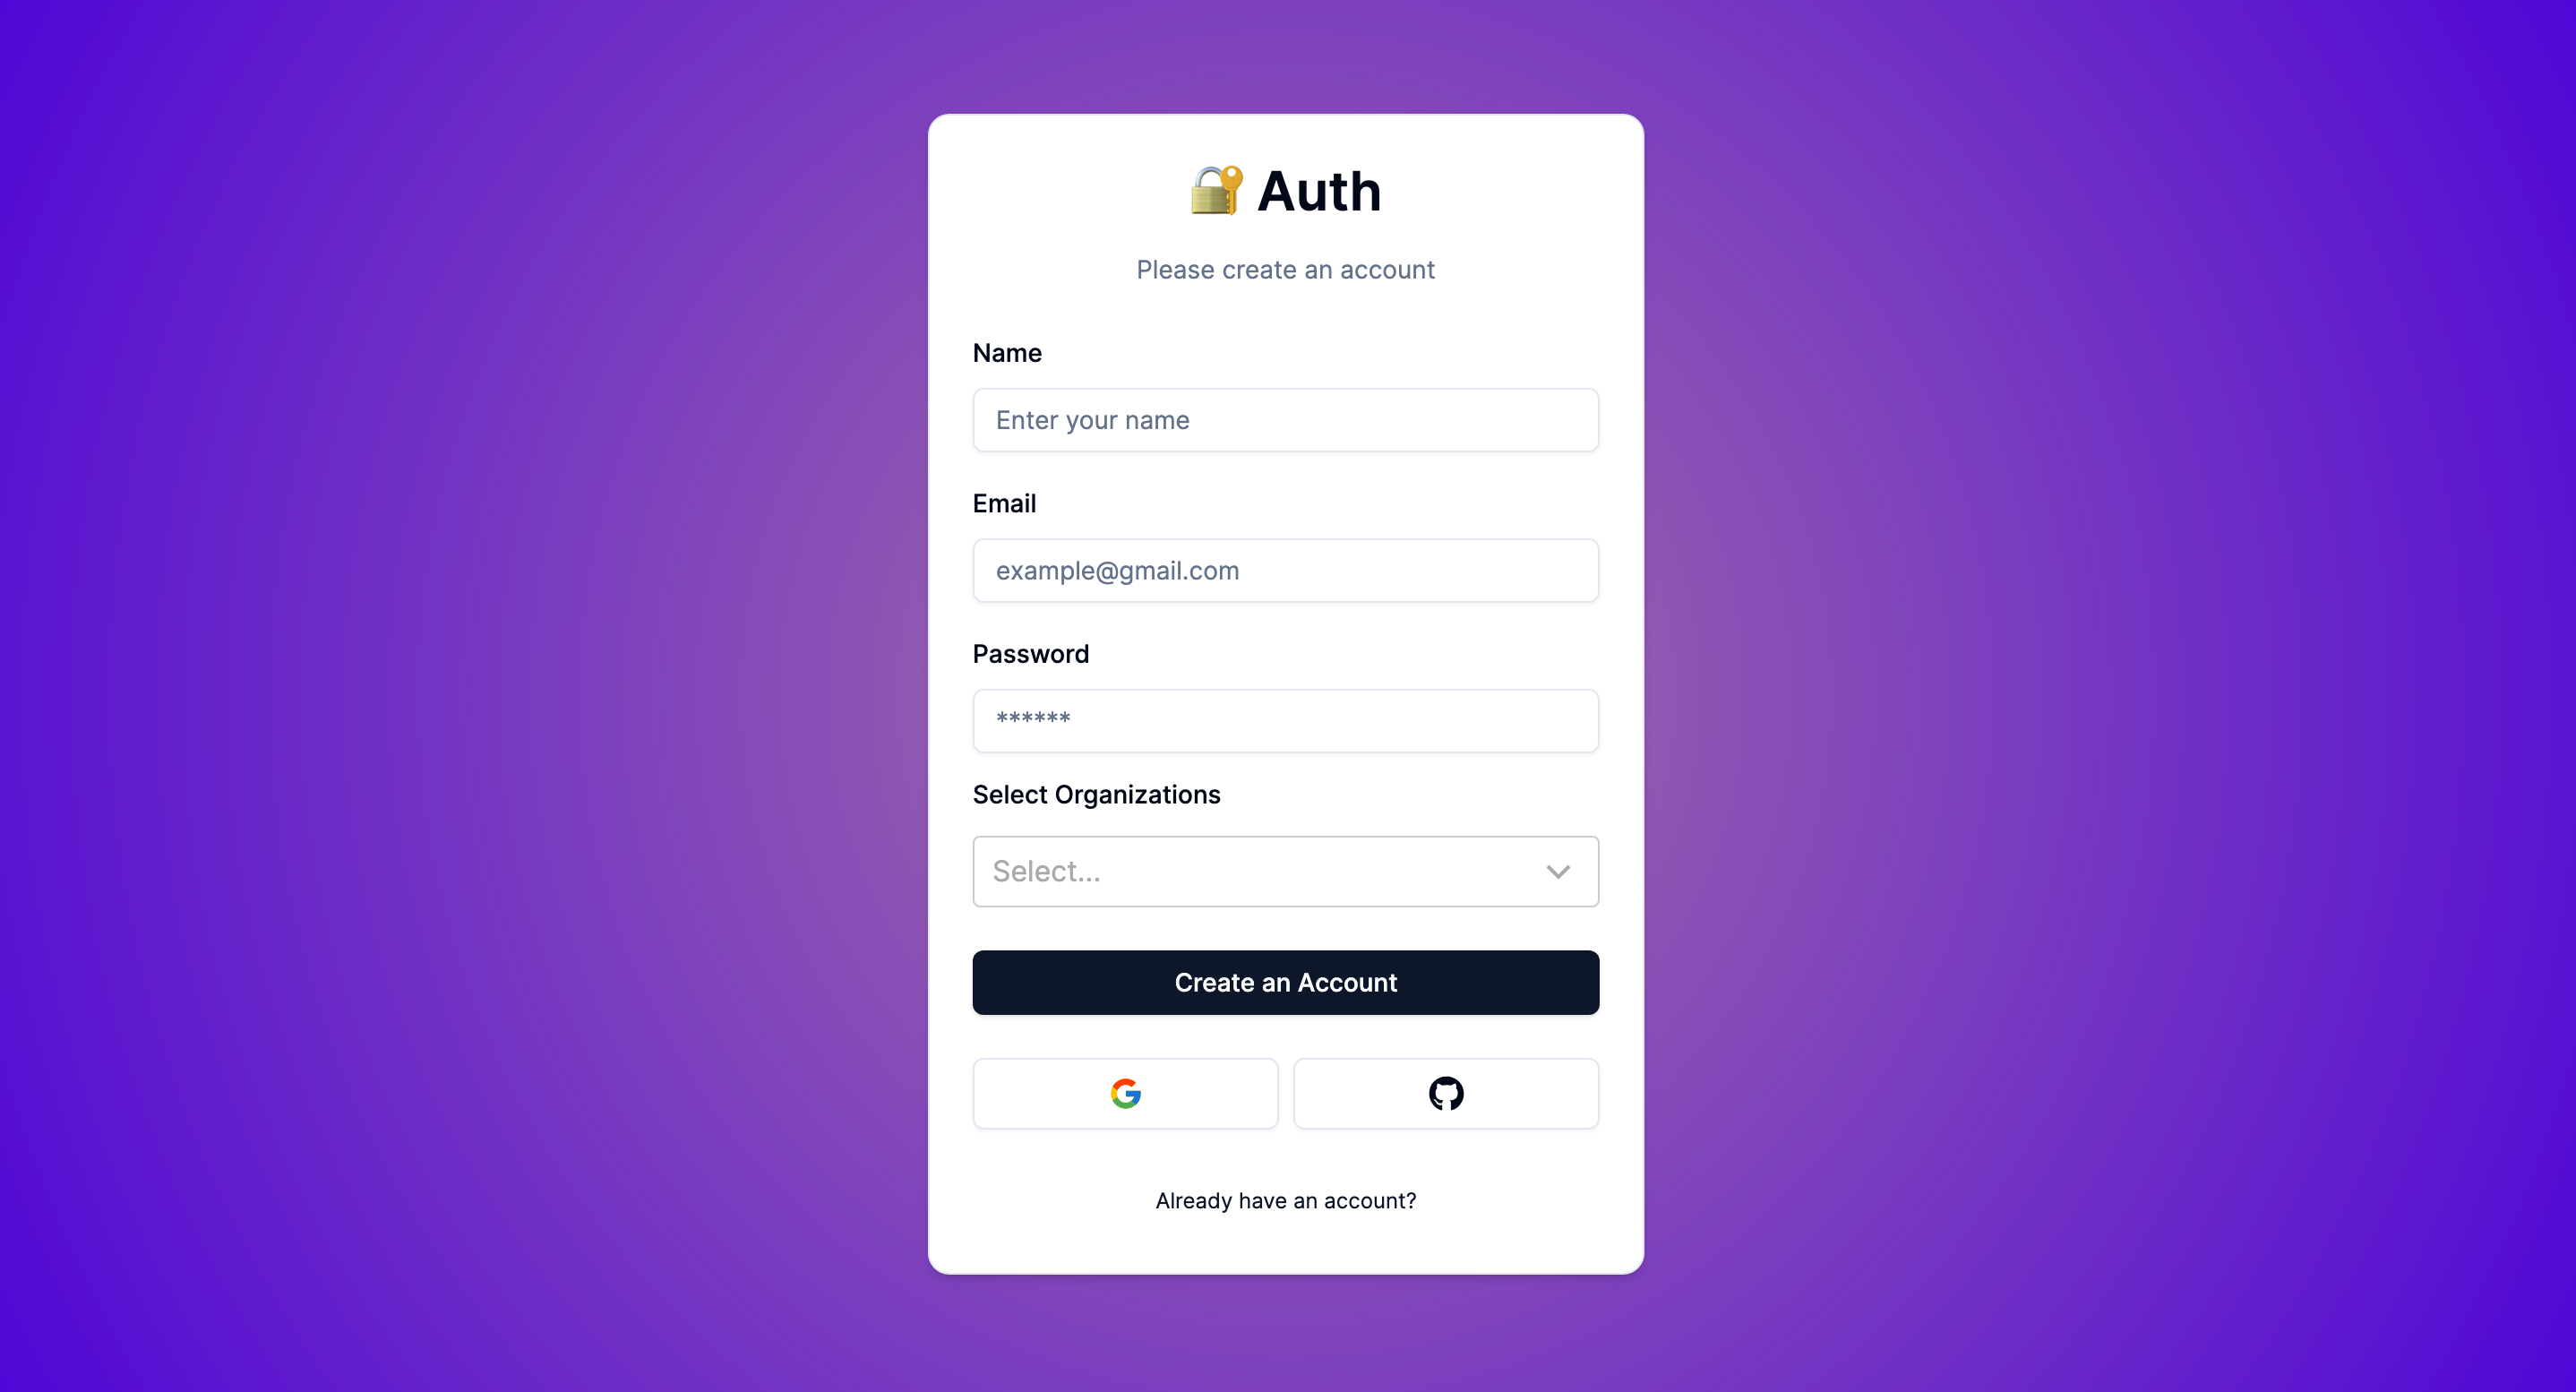 🔐 Auth
Please create an account
Name
Enter your name
Email
example@gmail.com
Password
******
Select Organizations
Select...
Create an Account
Already have an account?